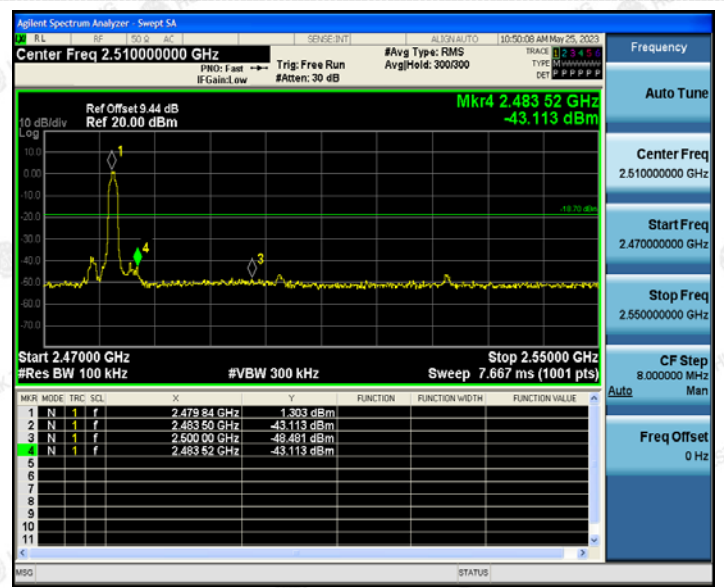 Agilent Spectrum Analyzer - Swept SA
RL RF 50 Ω AC SENSE:INT ALIGN AUTO 10:50:08 AM May 25, 2023
Center Freq 2.510000000 GHz #Avg Type: RMS TRACE 1 2 3 4 5 6
PNO: Fast Trig: Free Run Avg|Hold: 300/300 TYPE M
IFGain:Low #Atten: 30 dB DET P P P P P P
Frequency
Auto Tune
Center Freq
2.510000000 GHz
Start Freq
2.470000000 GHz
Stop Freq
2.550000000 GHz
CF Step
8.000000 MHz
Auto Man
Freq Offset
0 Hz
Ref Offset 9.44 dB Mkr4 2.483 52 GHz
10 dB/div Ref 20.00 dBm -43.113 dBm
Log
10.0
0.00
-10.0
-20.0
-30.0
-40.0
-50.0
-60.0
-70.0
1
4
3
-18.70 dBm
Start 2.47000 GHz Stop 2.55000 GHz
#Res BW 100 kHz #VBW 300 kHz Sweep 7.667 ms (1001 pts)
MKR MODE TRC SCL X Y FUNCTION FUNCTION WIDTH FUNCTION VALUE
1 N 1 f 2.479 84 GHz 1.303 dBm
2 N 1 f 2.483 50 GHz -43.113 dBm
3 N 1 f 2.500 00 GHz -48.481 dBm
4 N 1 f 2.483 52 GHz -43.113 dBm
5
6
7
8
9
10
11
MSG STATUS